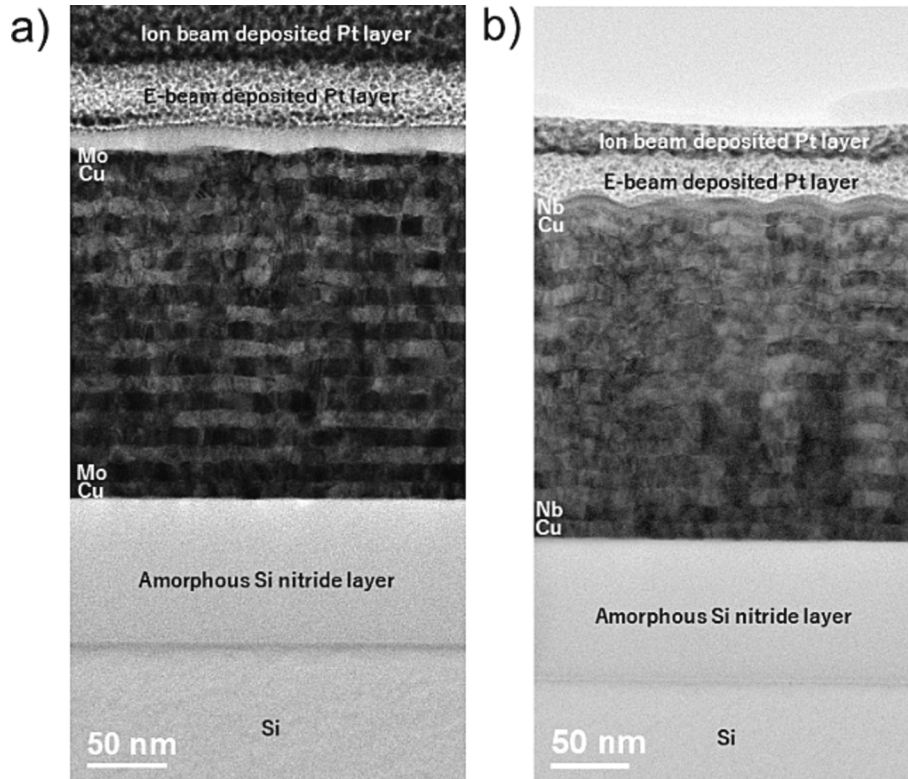 a)
Ion beam deposited Pt layer
E-beam deposited Pt layer
Mo
Cu
Mo
Cu
Amorphous Si nitride layer
Si
50 nm
b)
Ion beam deposited Pt layer
E-beam deposited Pt layer
Nb
Cu
Nb
Cu
Amorphous Si nitride layer
Si
50 nm